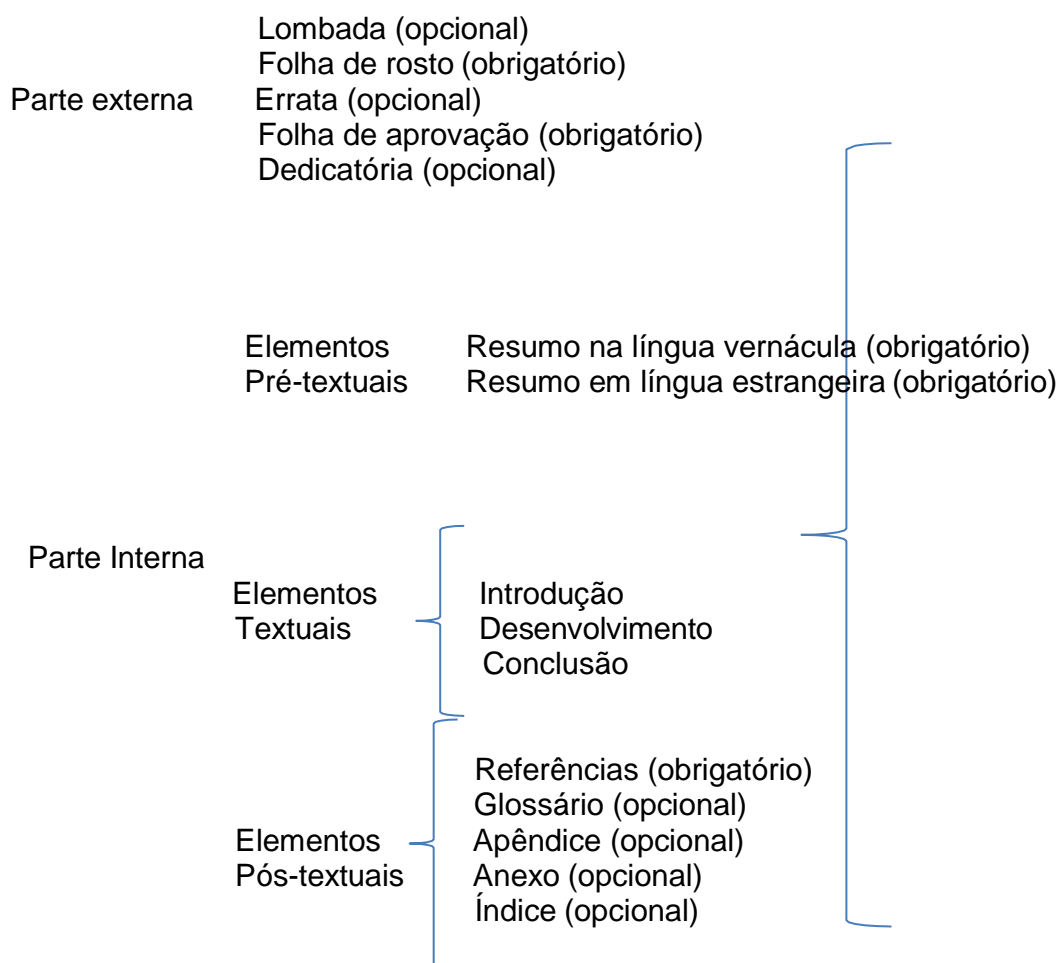 Lombada (opcional)
Folha de rosto (obrigatório)
Parte externa Errata (opcional)
Folha de aprovação (obrigatório)
Dedicatória (opcional)
Elementos Resumo na língua vernácula (obrigatório)
Pré-textuais Resumo em língua estrangeira (obrigatório)
Parte Interna
Elementos Introdução
Textuais Desenvolvimento
Conclusão
Referências (obrigatório)
Glossário (opcional)
Elementos Apêndice (opcional)
Pós-textuais Anexo (opcional)
Índice (opcional)